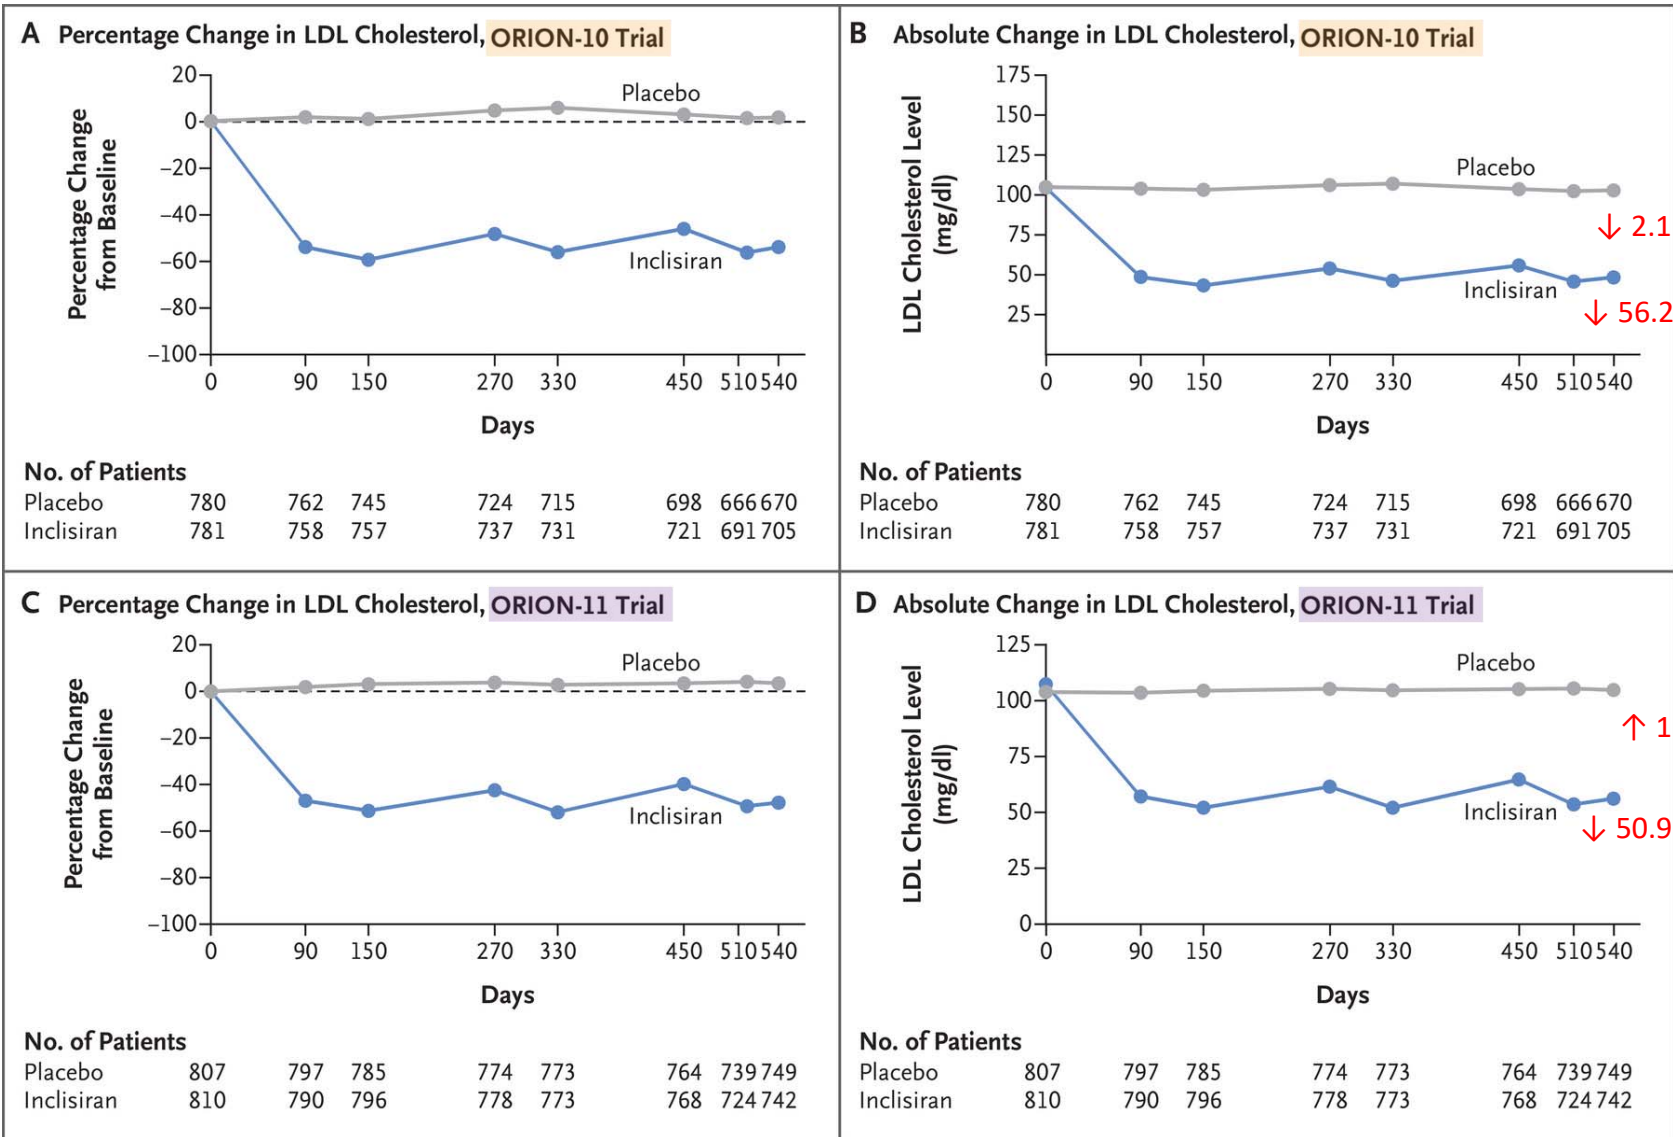 A Percentage Change in LDL Cholesterol, ORION-10 Trial
20
0
–20
–40
–60
–80
–100
Percentage Change
from Baseline
Placebo
Inclisiran
0 90 150 270 330 450 510 540
Days
No. of Patients
Placebo 780 762 745 724 715 698 666 670
Inclisiran 781 758 757 737 731 721 691 705
B Absolute Change in LDL Cholesterol, ORION-10 Trial
175
150
125
100
75
50
25
LDL Cholesterol Level
(mg/dl)
Placebo
↓ 2.1
Inclisiran
↓ 56.2
0 90 150 270 330 450 510 540
Days
No. of Patients
Placebo 780 762 745 724 715 698 666 670
Inclisiran 781 758 757 737 731 721 691 705
C Percentage Change in LDL Cholesterol, ORION-11 Trial
20
0
–20
–40
–60
–80
–100
Percentage Change
from Baseline
Placebo
Inclisiran
0 90 150 270 330 450 510 540
Days
No. of Patients
Placebo 807 797 785 774 773 764 739 749
Inclisiran 810 790 796 778 773 768 724 742
D Absolute Change in LDL Cholesterol, ORION-11 Trial
125
100
75
50
25
0
LDL Cholesterol Level
(mg/dl)
Placebo
↑ 1
Inclisiran
↓ 50.9
0 90 150 270 330 450 510 540
Days
No. of Patients
Placebo 807 797 785 774 773 764 739 749
Inclisiran 810 790 796 778 773 768 724 742